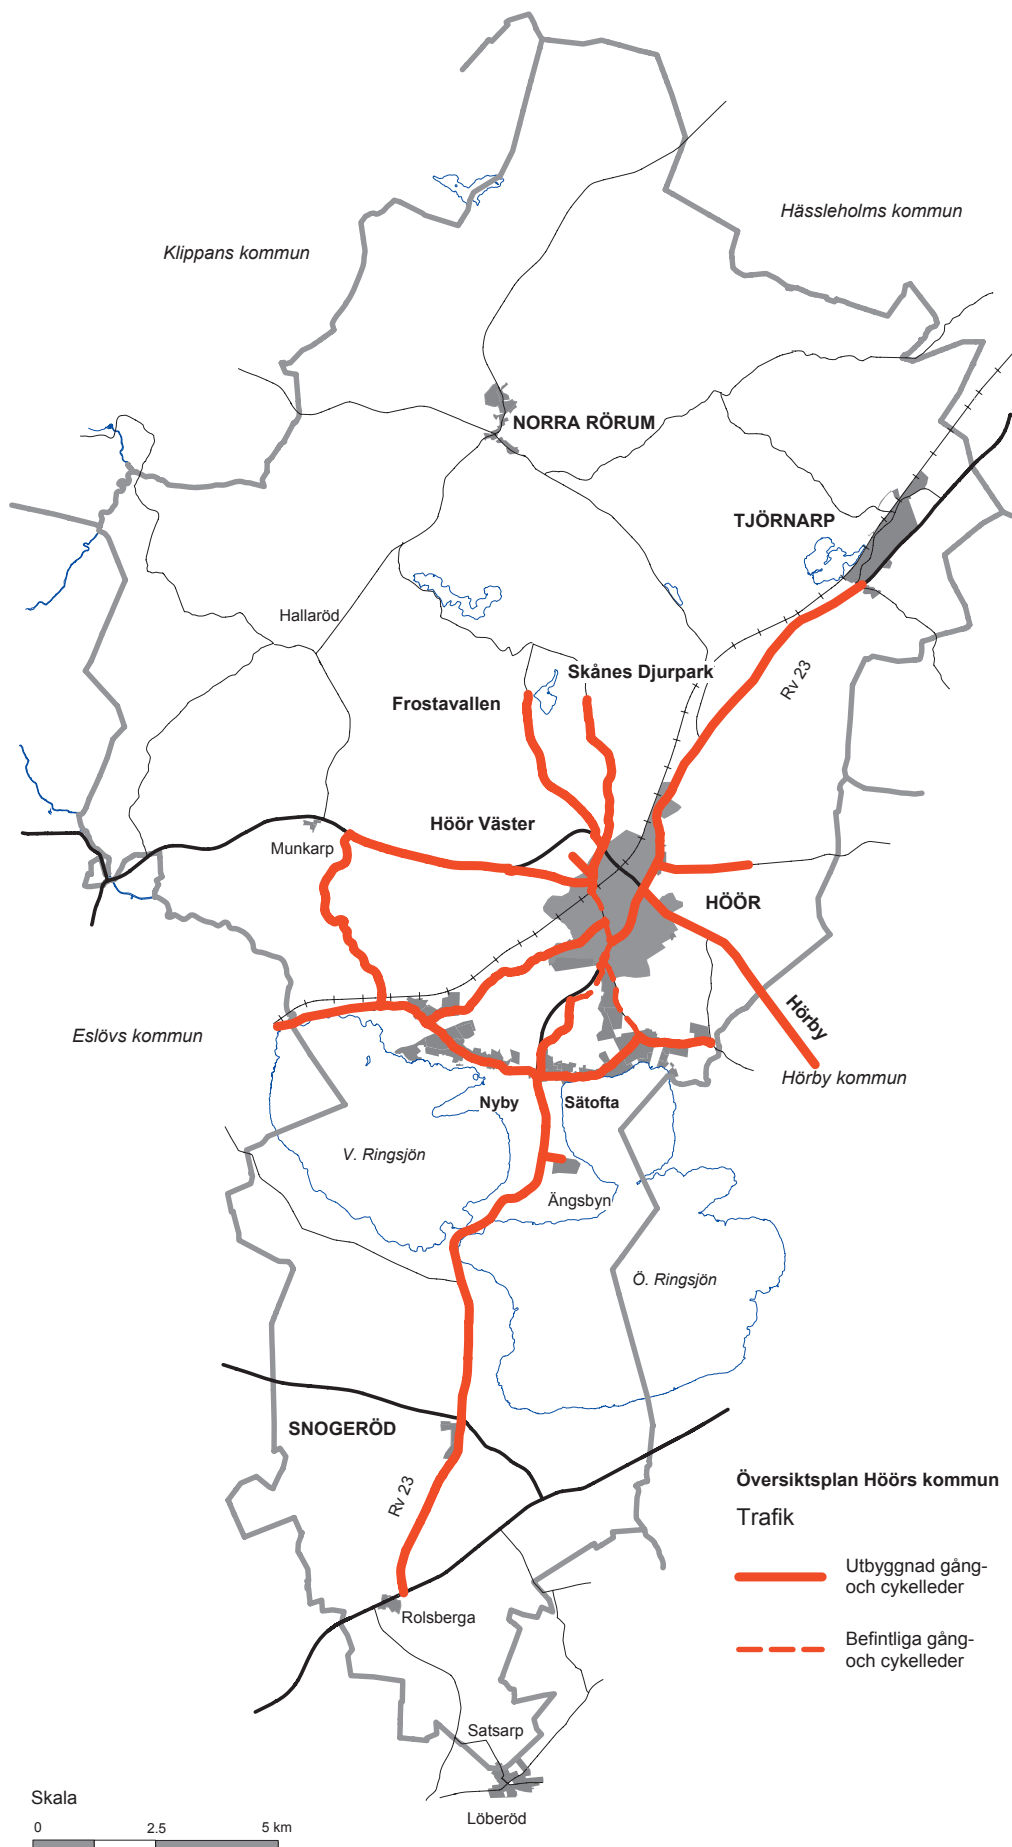 Hässleholms kommun
Klippans kommun
NORRA RÖRUM
TJÖRNARP
Hallaröd
Skånes Djurpark
Rv 23
Frostavallen
Höör Väster
Munkarp
HÖÖR
Hörby
Eslövs kommun
Hörby kommun
Nyby
Sätofta
V. Ringsjön
Ängsbyn
Ö. Ringsjön
SNOGERÖD
Rv 23
Rolsberga
Satsarp
Löberöd
Översiktsplan Höörs kommun
Trafik
Utbyggnad gång-
och cykelleder
Befintliga gång-
och cykelleder
Skala
0 2.5 5 km